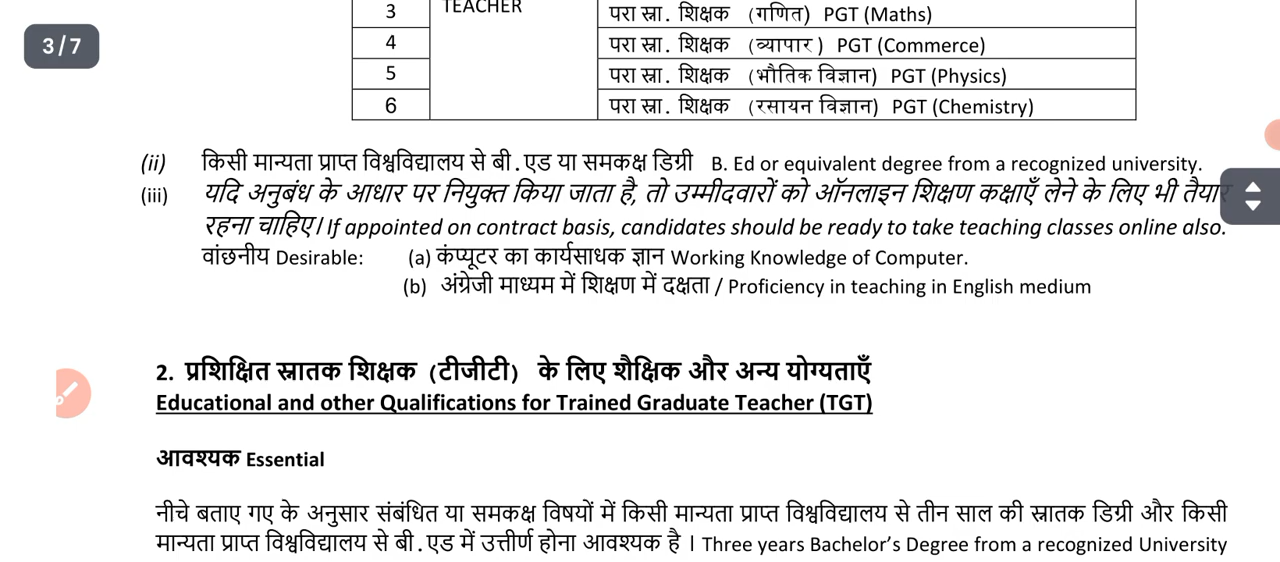 3 TEACHER परा स्ना. शिक्षक (गणित) PGT (Maths)
3/7
4 परा स्ना. शिक्षक (व्यापार ) PGT (Commerce)
5 परा स्ना. शिक्षक (भौतिक विज्ञान) PGT (Physics)
6 परा स्ना. शिक्षक (रसायन विज्ञान) PGT (Chemistry)
(ii) किसी मान्यता प्राप्त विश्वविद्यालय से बी.एड या समकक्ष डिग्री B. Ed or equivalent degree from a recognized university.
(iii) यदि अनुबंध के आधार पर नियुक्त किया जाता है, तो उम्मीदवारों को ऑनलाइन शिक्षण कक्षाएँ लेने के लिए भी तैयार
रहना चाहिए। If appointed on contract basis, candidates should be ready to take teaching classes online also.
वांछनीय Desirable: (a) कंप्यूटर का कार्यसाधक ज्ञान Working Knowledge of Computer.
(b) अंग्रेजी माध्यम में शिक्षण में दक्षता / Proficiency in teaching in English medium
2. प्रशिक्षित स्नातक शिक्षक (टीजीटी) के लिए शैक्षिक और अन्य योग्यताएँ
Educational and other Qualifications for Trained Graduate Teacher (TGT)
आवश्यक Essential
नीचे बताए गए के अनुसार संबंधित या समकक्ष विषयों में किसी मान्यता प्राप्त विश्वविद्यालय से तीन साल की स्नातक डिग्री और किसी
मान्यता प्राप्त विश्वविद्यालय से बी.एड में उत्तीर्ण होना आवश्यक है । Three years Bachelor's Degree from a recognized University